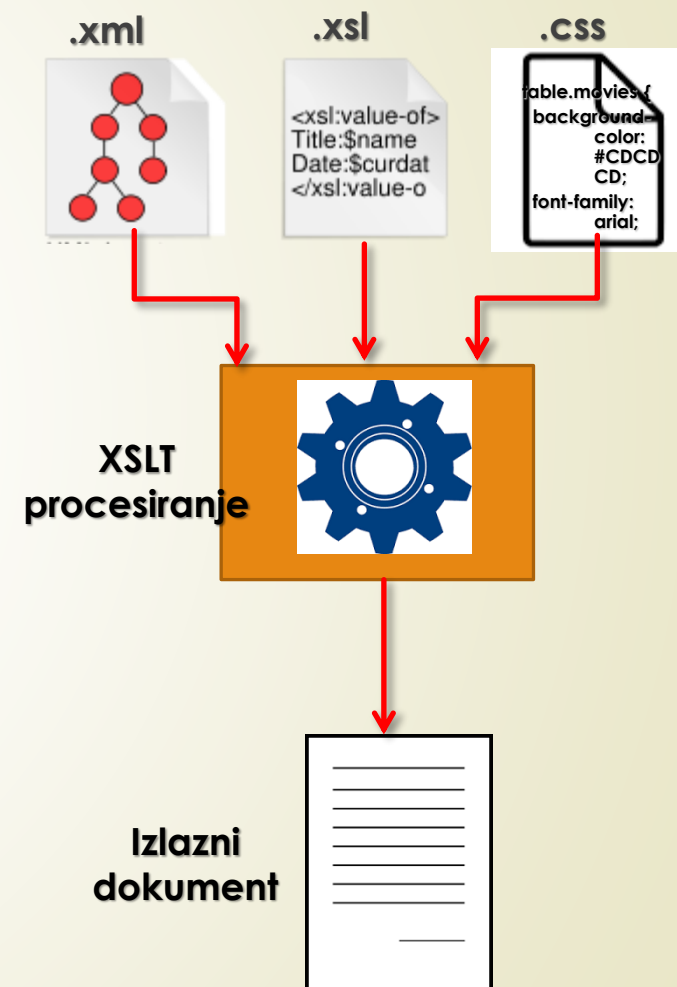 .xml
.xsl
.css
<xsl:value-of>
Title:$name
Date:$curdat
</xsl:value-o
table.movies {
background-
color:
#CDCD
CD;
font-family:
arial;
XSLT
procesiranje
Izlazni
dokument